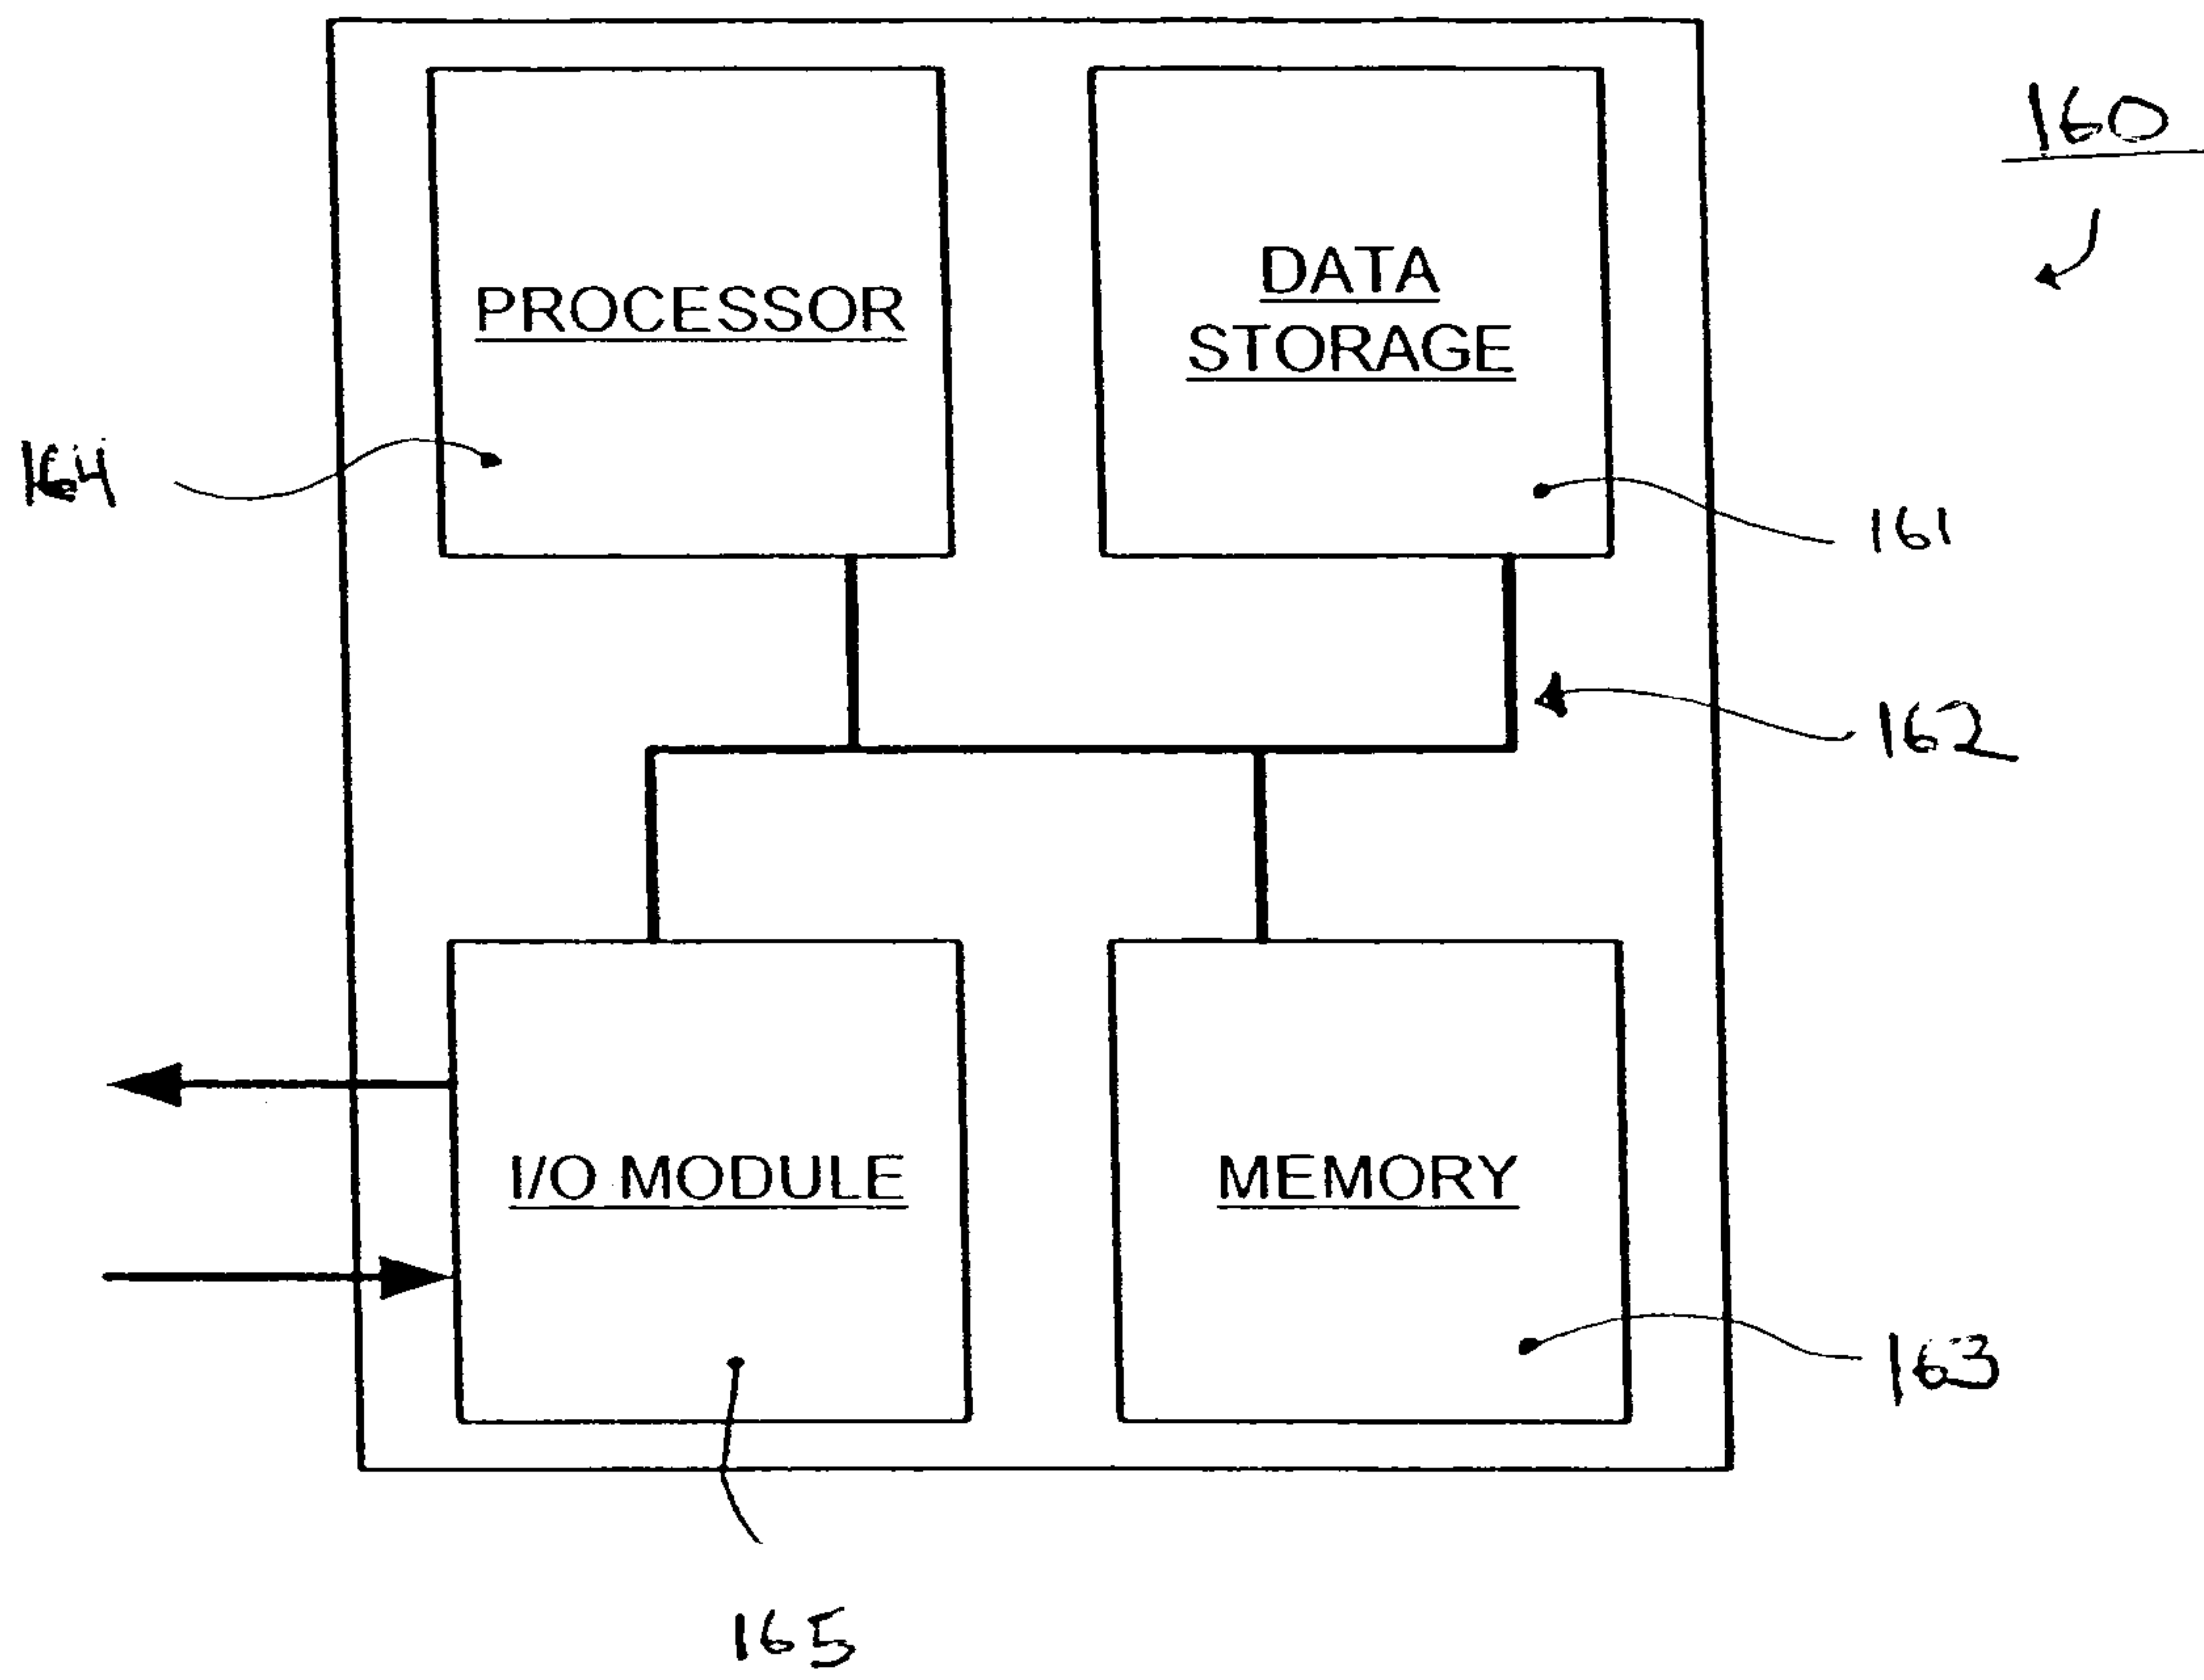 160
PROCESSOR
DATA
STORAGE
164
161
162
I/O MODULE
MEMORY
163
165